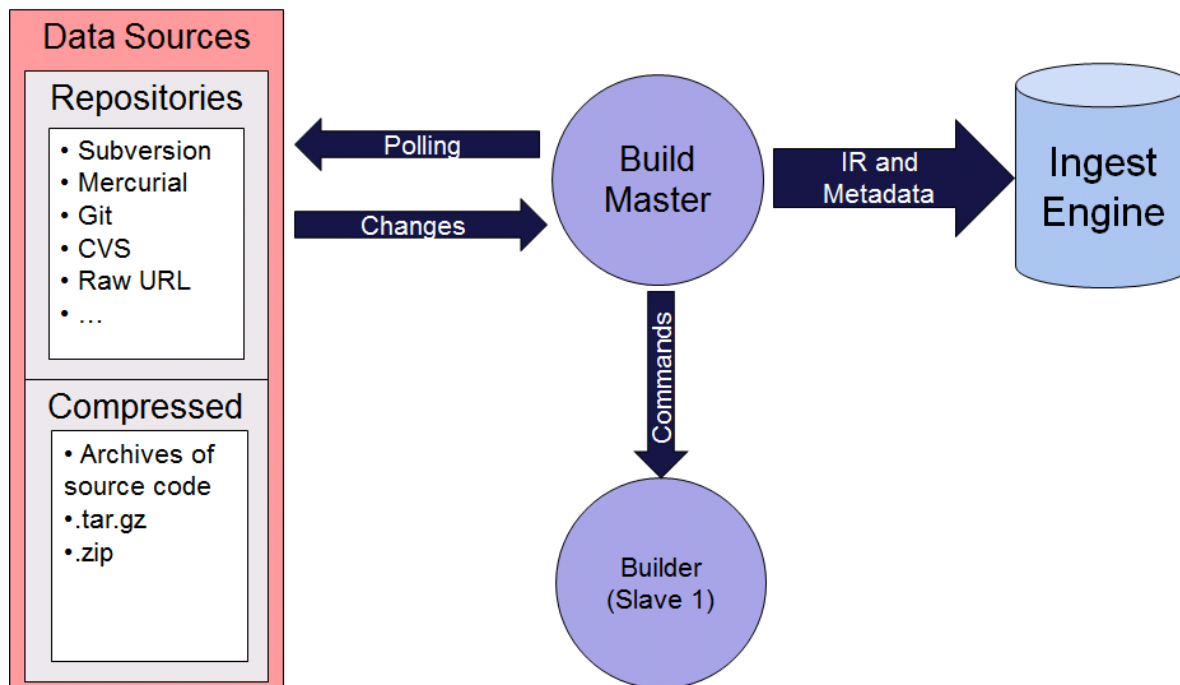 Data Sources
Repositories
• Subversion
• Mercurial
• Git
• CVS
• Raw URL
• …
Compressed
• Archives of
source code
•.tar.gz
•.zip
Polling
Changes
Build
Master
IR and
Metadata
Ingest
Engine
Commands
Builder
(Slave 1)